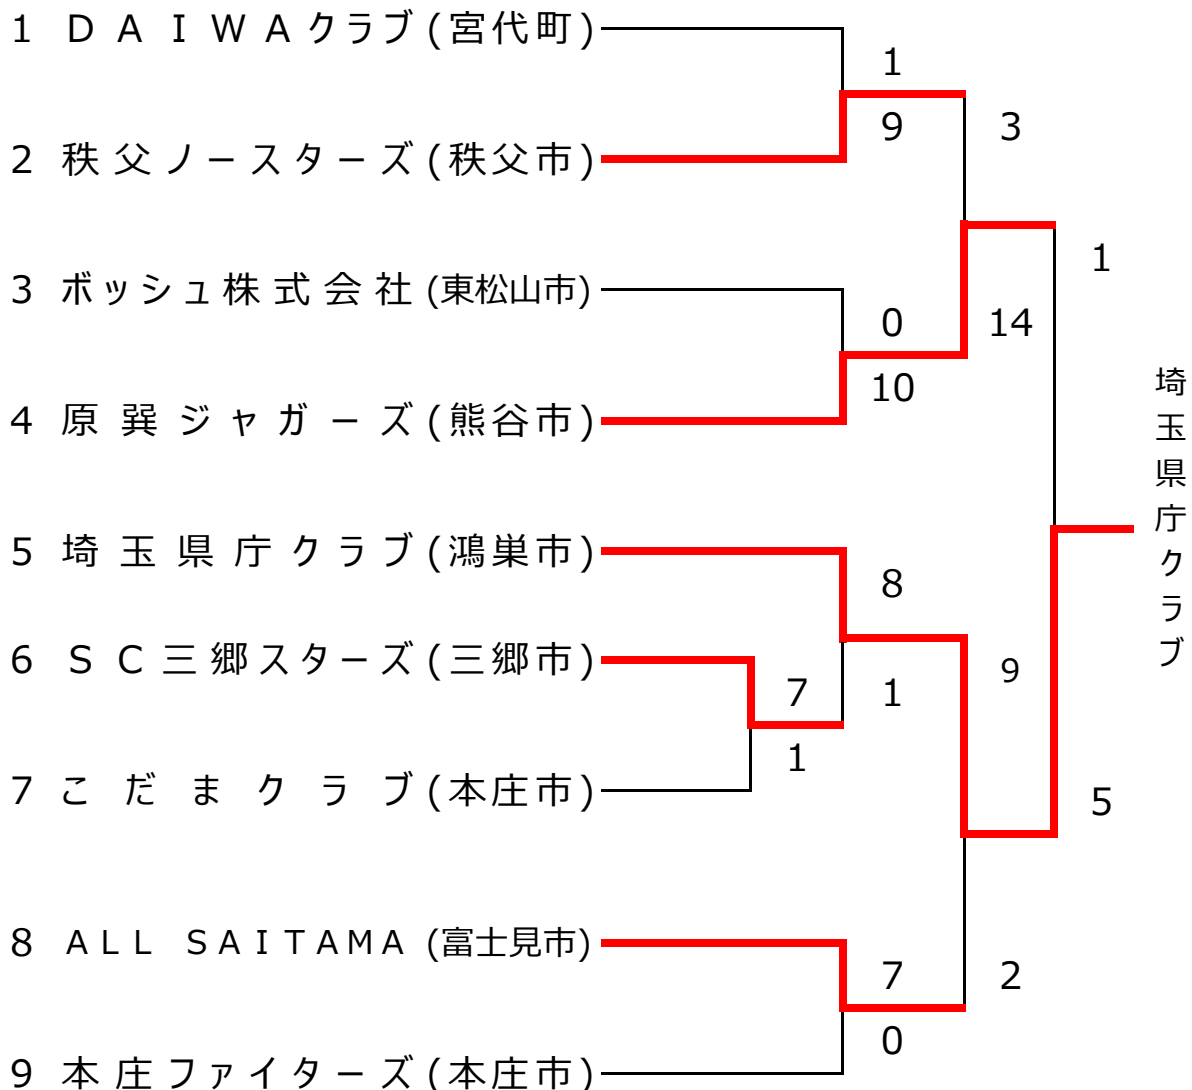 1 ＤＡＩＷＡクラブ(宮代町)
1
9
3
2 秩父ノースターズ(秩父市)
3 ボッシュ株式会社(東松山市)
1
0
14
10
4 原巽ジャガーズ(熊谷市)
埼玉県庁クラブ
5 埼玉県庁クラブ(鴻巣市)
8
6 ＳＣ三郷スターズ(三郷市)
7
1
9
1
7 こだまクラブ(本庄市)
5
8 ＡＬＬ ＳＡＩＴＡＭＡ(富士見市)
7
2
0
9 本庄ファイターズ(本庄市)